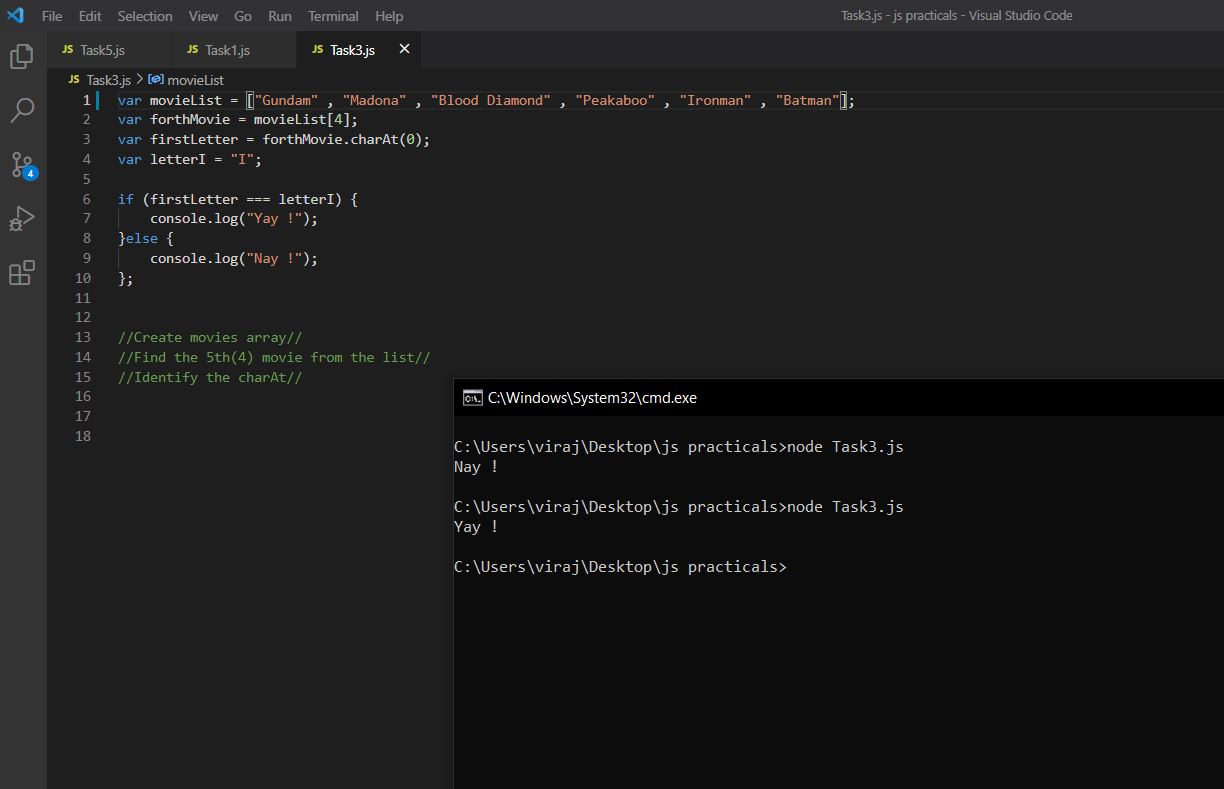 File Edit Selection View Go Run Terminal Help Task3.js - js practicals - Visual Studio Code
JS Task5.js JS Task1.js JS Task3.js
JS Task3.js > movieList
4
1 var movieList = ["Gundam" , "Madona" , "Blood Diamond" , "Peakaboo" , "Ironman" , "Batman"];
2 var forthMovie = movieList[4];
3 var firstLetter = forthMovie.charAt(0);
4 var letterI = "I";
5
6 if (firstLetter === letterI) {
7     console.log("Yay !");
8 }else {
9     console.log("Nay !");
10 };
11
12
13 //Create movies array//
14 //Find the 5th(4) movie from the list//
15 //Identify the charAt//
16
17
18
C:\Windows\System32\cmd.exe
C:\Users\viraj\Desktop\js practicals>node Task3.js
Nay !
C:\Users\viraj\Desktop\js practicals>node Task3.js
Yay !
C:\Users\viraj\Desktop\js practicals>